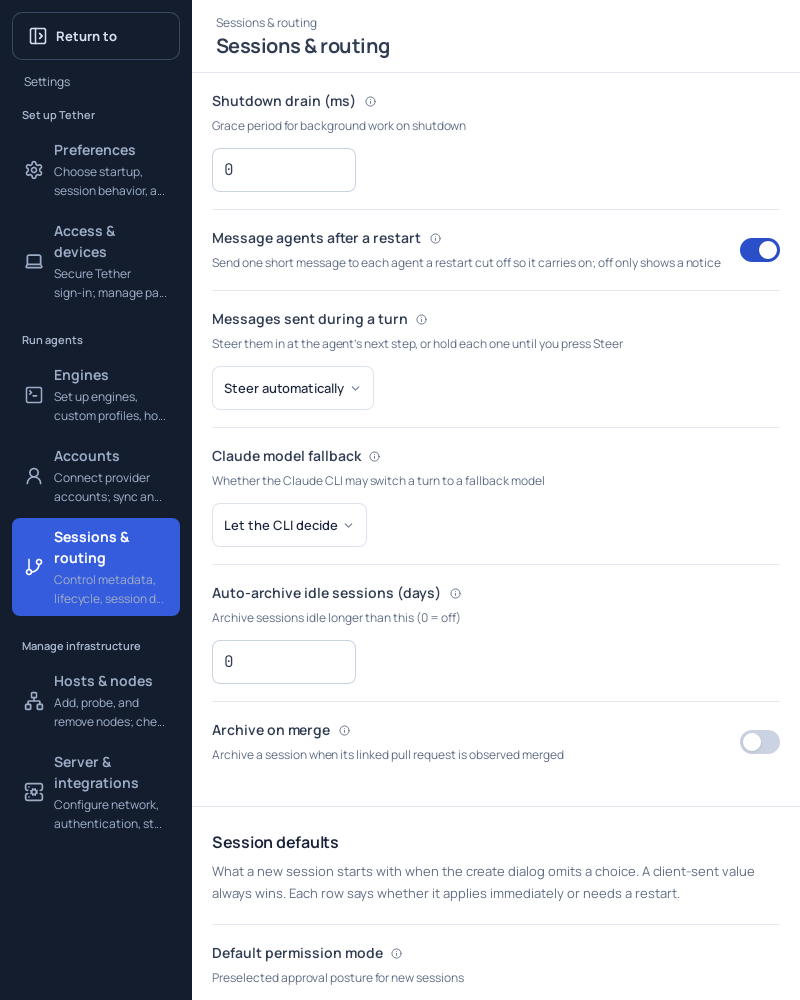 Return to
Settings
Set up Tether
Preferences
Choose startup,
session behavior, a...
Access &
devices
Secure Tether
sign-in; manage pa...
Run agents
Engines
Set up engines,
custom profiles, ho...
Accounts
Connect provider
accounts; sync an...
Sessions &
routing
Control metadata,
lifecycle, session d...
Manage infrastructure
Hosts & nodes
Add, probe, and
remove nodes; che...
Server &
integrations
Configure network,
authentication, st...
Sessions & routing
Sessions & routing
Shutdown drain (ms)
Grace period for background work on shutdown
0
Message agents after a restart
Send one short message to each agent a restart cut off so it carries on; off only shows a notice
Messages sent during a turn
Steer them in at the agent's next step, or hold each one until you press Steer
Steer automatically
Claude model fallback
Whether the Claude CLI may switch a turn to a fallback model
Let the CLI decide
Auto-archive idle sessions (days)
Archive sessions idle longer than this (0 = off)
0
Archive on merge
Archive a session when its linked pull request is observed merged
Session defaults
What a new session starts with when the create dialog omits a choice. A client-sent value
always wins. Each row says whether it applies immediately or needs a restart.
Default permission mode
Preselected approval posture for new sessions